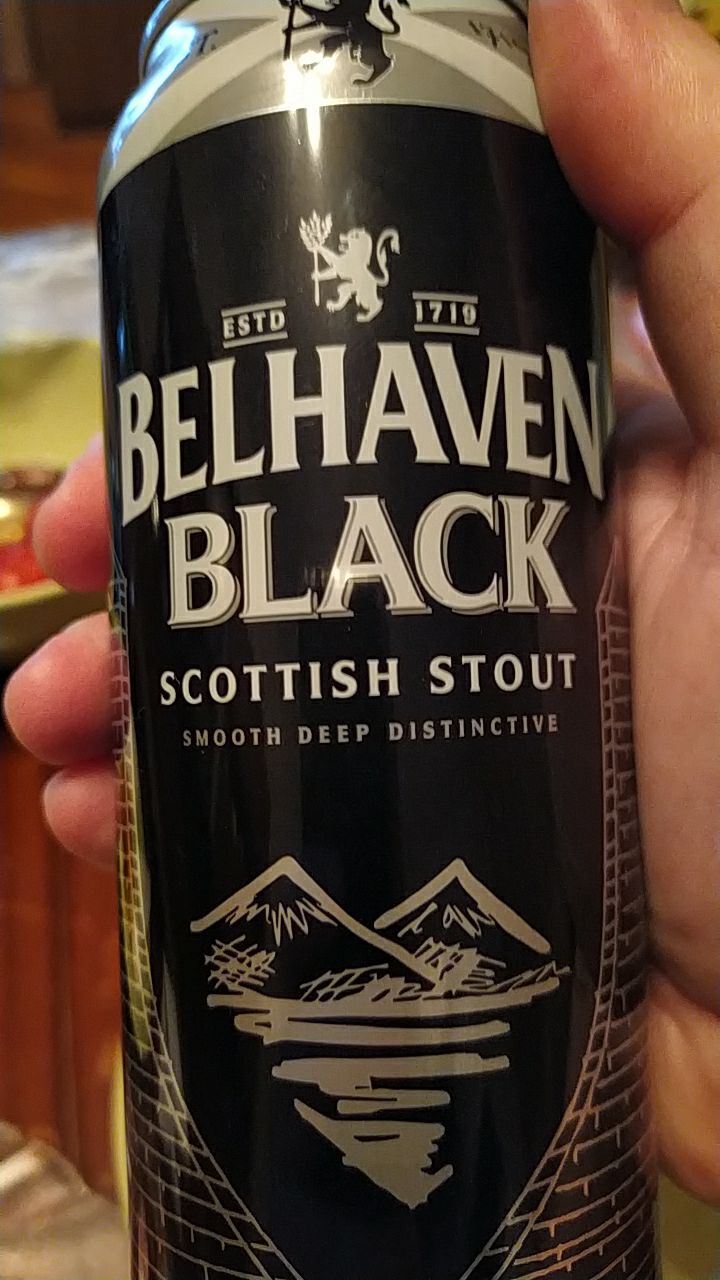 ESTD 1719
BELHAVEN
BLACK
SCOTTISH STOUT
SMOOTH DEEP DISTINCTIVE